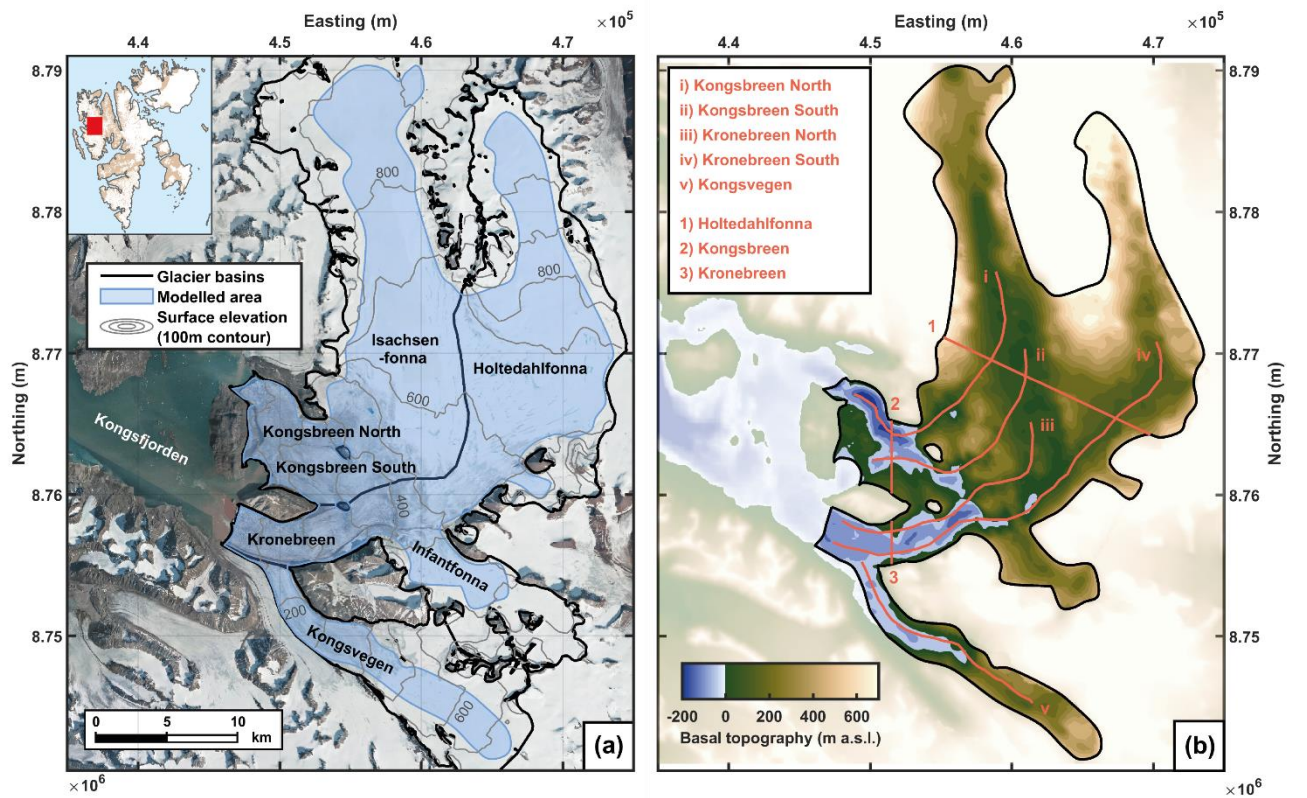 Easting (m)
×10⁵
4.4
4.5
4.6
4.7
Glacier basins
Modelled area
Surface elevation
(100m contour)
800
800
Isachsen
-fonna
Holtedahlfonna
600
Kongsfjorden
Kongsbreen North
Kongsbreen South
400
Kronebreen
Infantfonna
200
Kongsvegen
600
0
5
10
km
(a)
Northing (m)
8.79
8.78
8.77
8.76
8.75
×10⁶
Easting (m)
×10⁵
4.4
4.5
4.6
4.7
i) Kongsbreen North
ii) Kongsbreen South
iii) Kronebreen North
iv) Kronebreen South
v) Kongsvegen
1) Holtedahlfonna
2) Kongsbreen
3) Kronebreen
i
1
ii
iv
2
iii
3
v
-200
0
200
400
600
Basal topography (m a.s.l.)
(b)
8.79
8.78
8.77
8.76
8.75
Northing (m)
×10⁶